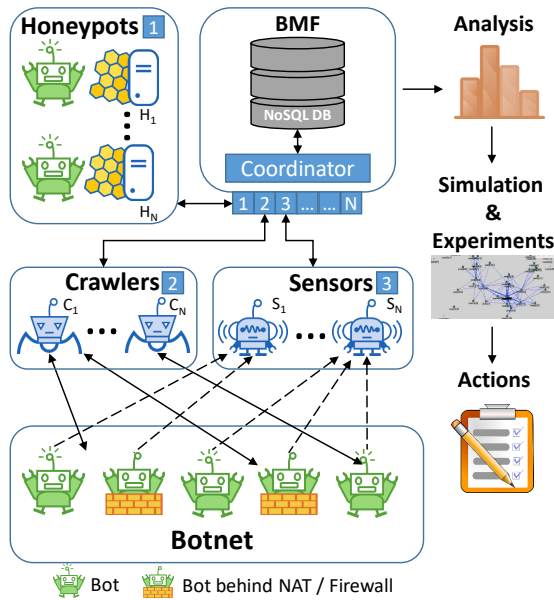 Honeypots 1
H1
HN
BMF
NoSQL DB
Coordinator
1 2 3 ... ... N
Analysis
Simulation
&
Experiments
Actions
Crawlers 2
C1
CN
Sensors 3
S1
SN
Botnet
Bot
Bot behind NAT / Firewall